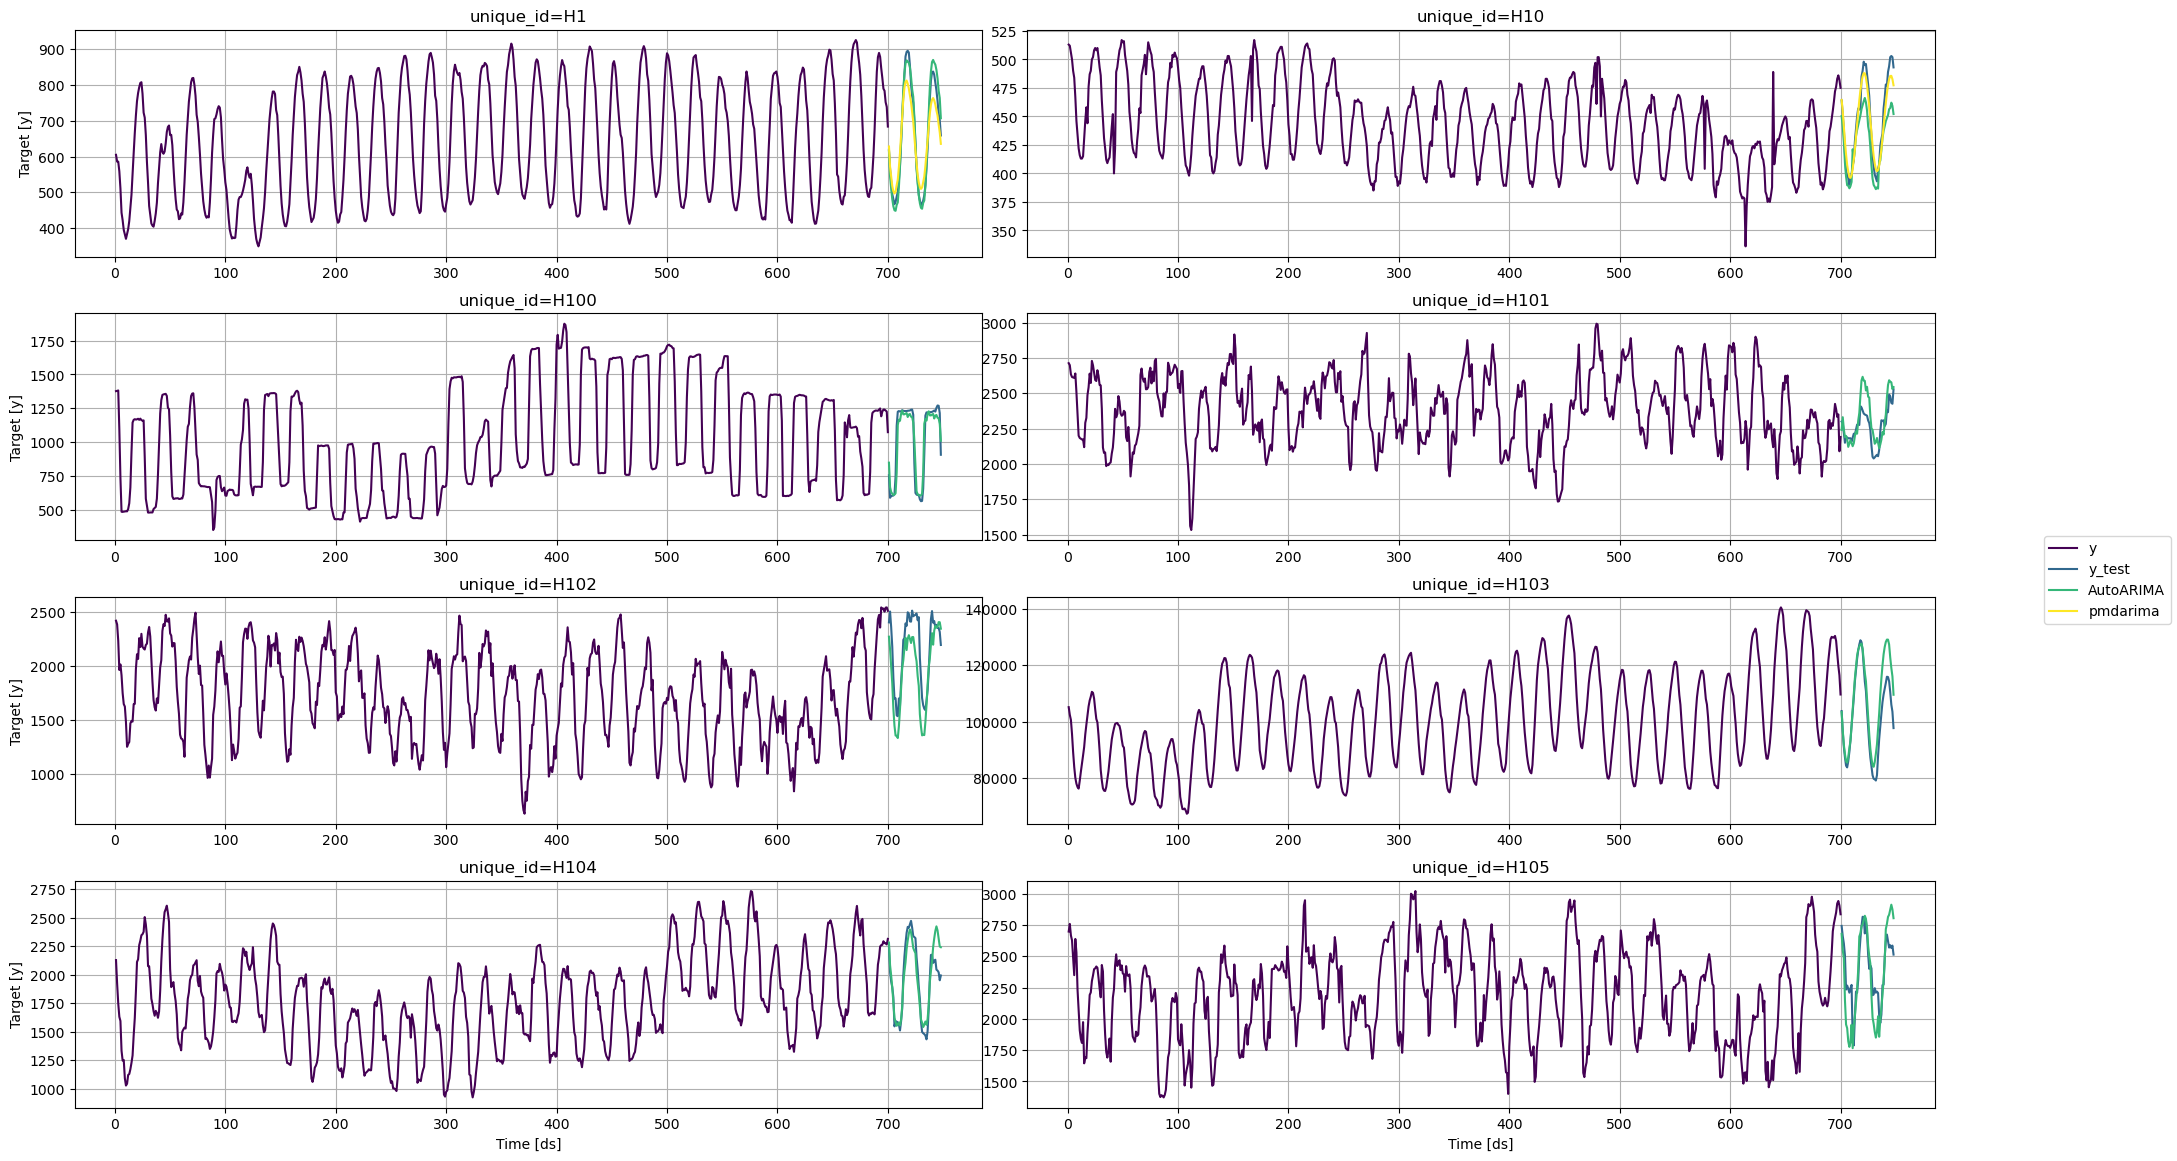 unique_id=H1
900
800
700
600
500
400
Target [y]
0 100 200 300 400 500 600 700
unique_id=H10
525
500
475
450
425
400
375
350
0 100 200 300 400 500 600 700
unique_id=H100
1750
1500
1250
1000
750
500
Target [y]
0 100 200 300 400 500 600 700
unique_id=H101
3000
2750
2500
2250
2000
1750
1500
0 100 200 300 400 500 600 700
unique_id=H102
2500
2000
1500
1000
Target [y]
0 100 200 300 400 500 600 700
unique_id=H103
140000
120000
100000
80000
0 100 200 300 400 500 600 700
unique_id=H104
2750
2500
2250
2000
1750
1500
1250
1000
Target [y]
0 100 200 300 400 500 600 700
Time [ds]
unique_id=H105
3000
2750
2500
2250
2000
1750
1500
0 100 200 300 400 500 600 700
Time [ds]
y
y_test
AutoARIMA
pmdarima